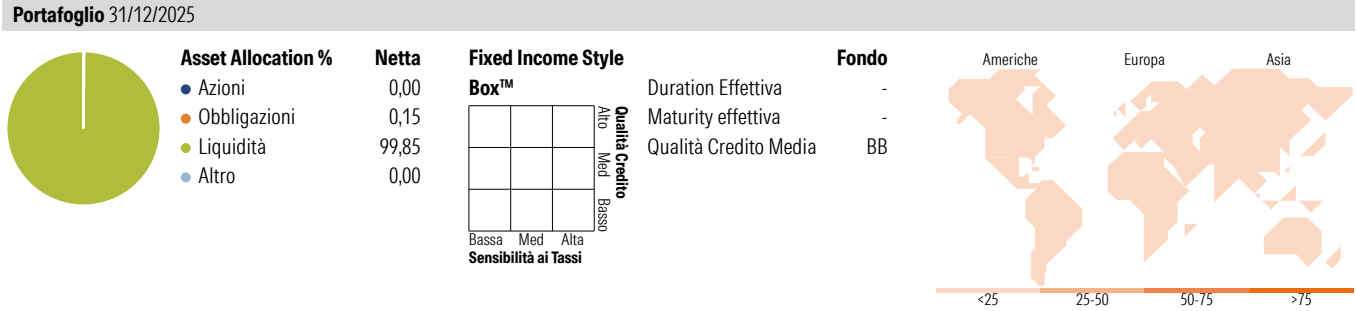 Portafoglio 31/12/2025
Asset Allocation % Netta
Azioni 0,00
Obbligazioni 0,15
Liquidità 99,85
Altro 0,00
Fixed Income Style
Box™
Alto Med Basso
Qualità Credito
Bassa Med Alta
Sensibilità ai Tassi
Fondo
Duration Effettiva -
Maturity effettiva -
Qualità Credito Media BB
Americhe Europa Asia
<25 25-50 50-75 >75